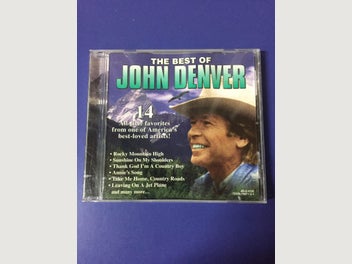 THE BEST OF
JOHN DENVER
14
All-time favorites
from one of America's
best-loved artists!
• Rocky Mountain High
• Sunshine On My Shoulders
• Thank God I'm A Country Boy
• Annie's Song
• Take Me Home, Country Roads
• Leaving On A Jet Plane
and many more...